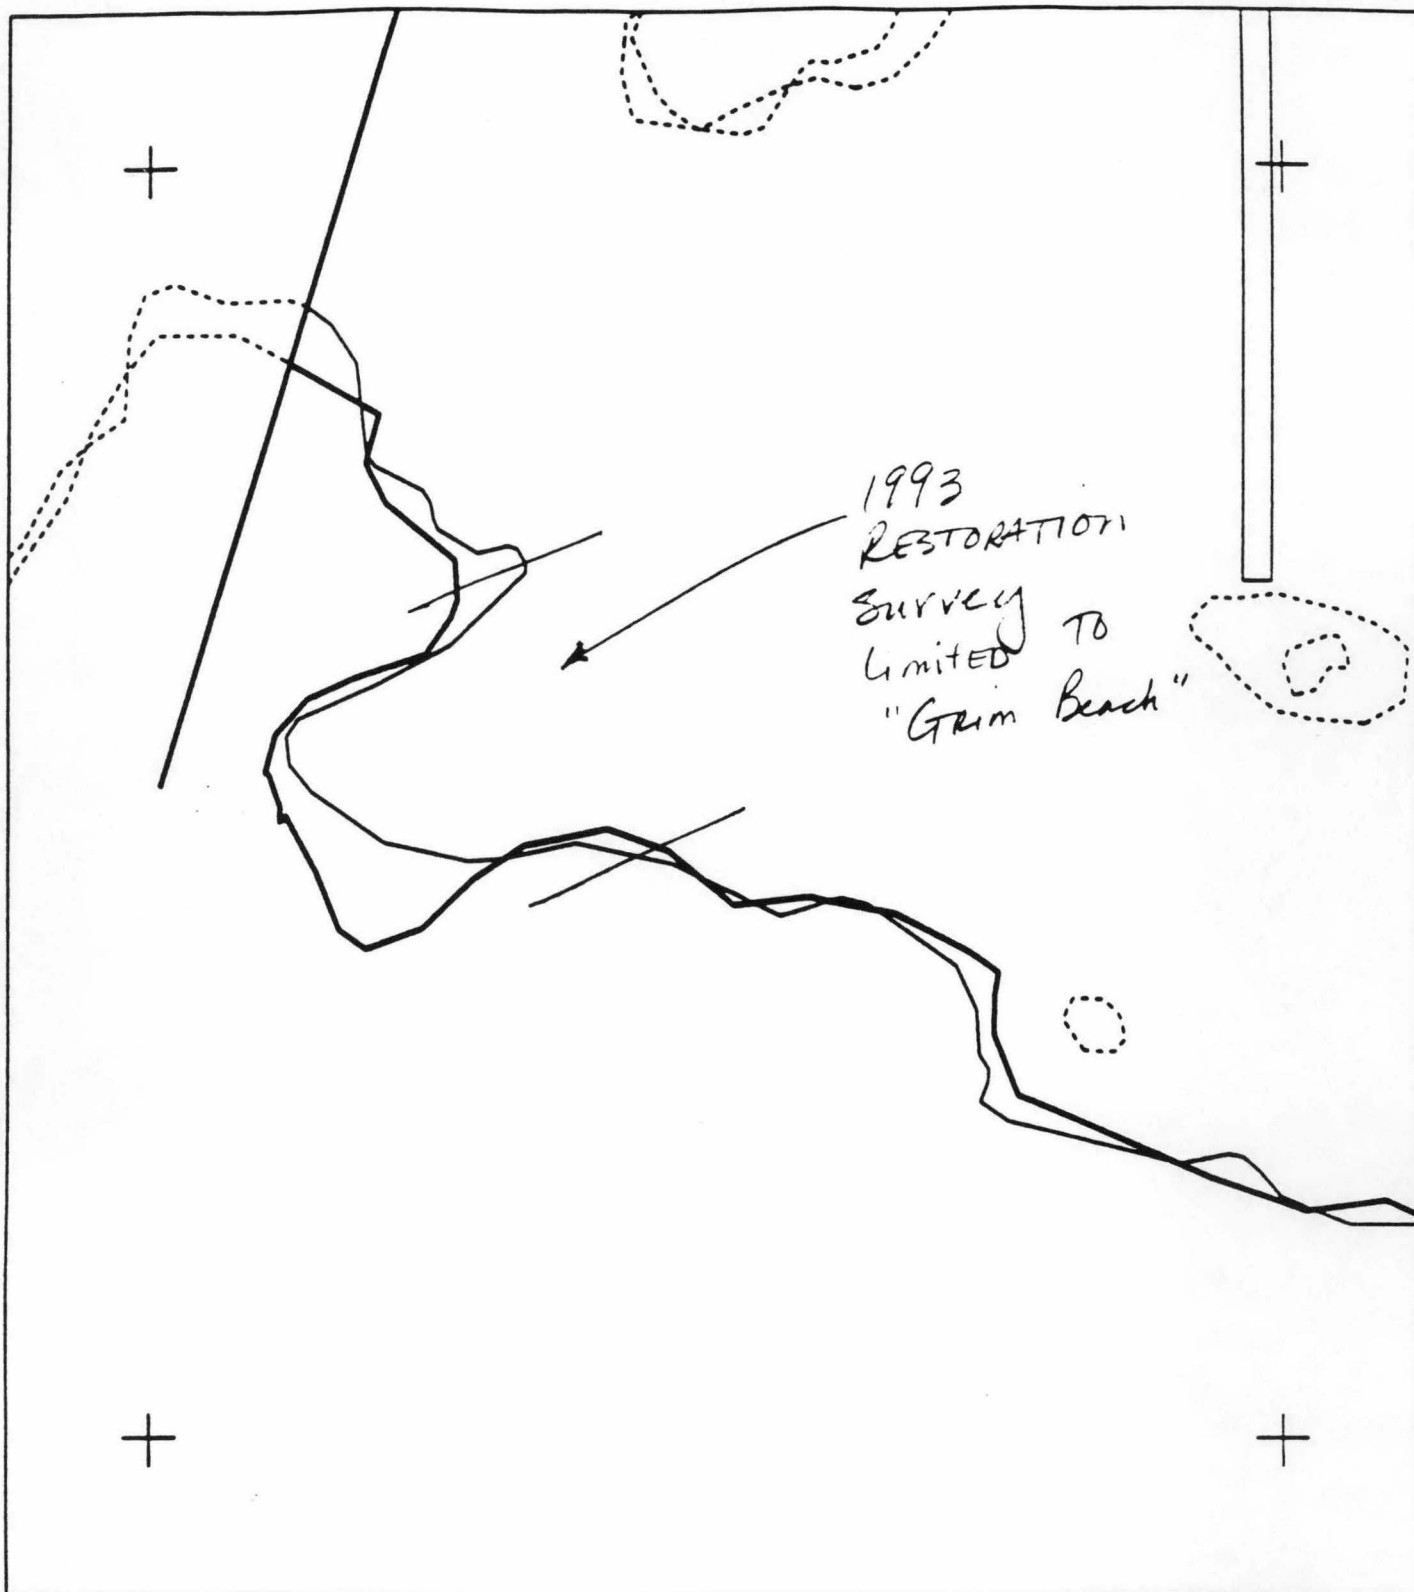 1993
RESTORATION
Survey
Limited TO
"Grim Beach"